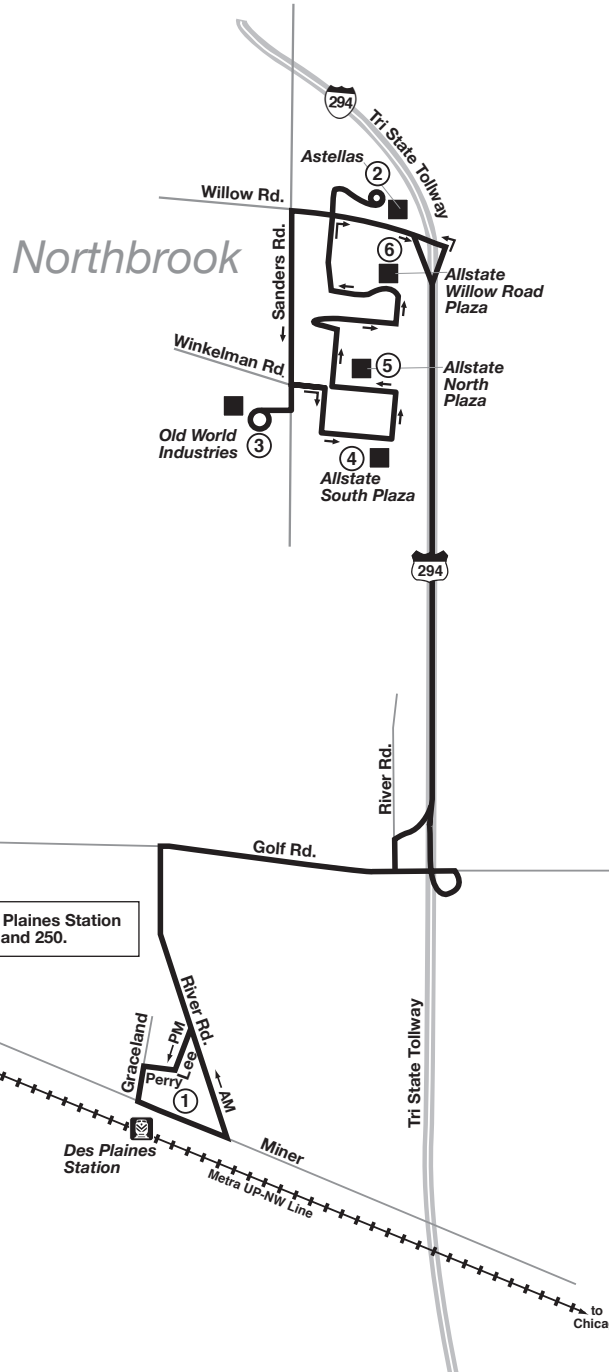 294
Tri State Tollway
Astellas
2
Willow Rd.
Northbrook
Sanders Rd.
6
Allstate
Willow Road
Plaza
Winkelman Rd.
5
Allstate
North
Plaza
Old World
Industries
3
4
Allstate
South Plaza
294
River Rd.
Golf Rd.
Plaines Station
and 250.
River Rd.
Graceland
PM
Lee
Perry
1
AM
Tri State Tollway
Des Plaines
Station
Miner
Metra UP-NW Line
to
Chica